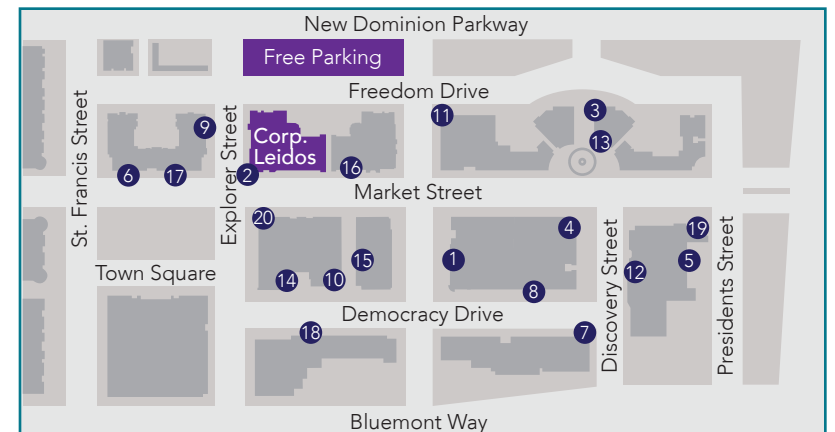 New Dominion Parkway
Free Parking
Freedom Drive
11
3
9
13
Corp.
Leidos
St. Francis Street
Explorer Street
6
17
2
16
Market Street
20
4
19
Discovery Street
Presidents Street
1
15
5
12
Town Square
14
10
8
Democracy Drive
18
7
Bluemont Way